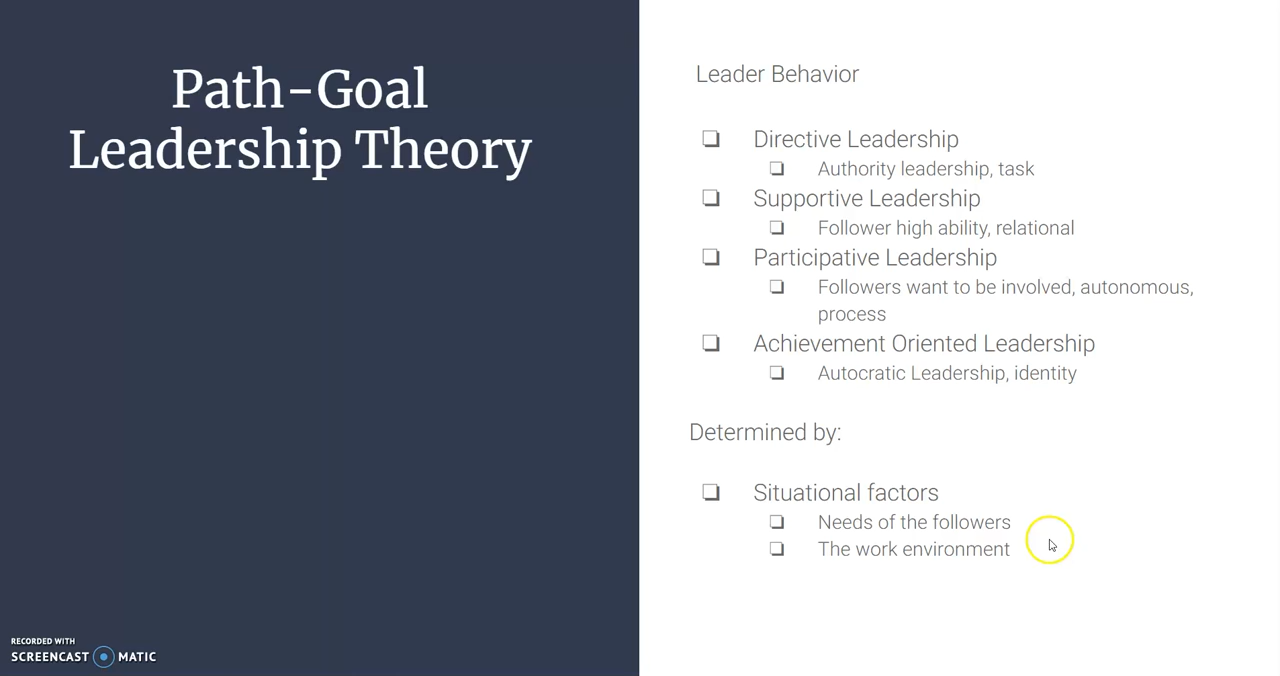 Path-Goal
Leadership Theory
Leader Behavior
❏ Directive Leadership
❏ Authority leadership, task
❏ Supportive Leadership
❏ Follower high ability, relational
❏ Participative Leadership
❏ Followers want to be involved, autonomous,
process
❏ Achievement Oriented Leadership
❏ Autocratic Leadership, identity
Determined by:
❏ Situational factors
❏ Needs of the followers
❏ The work environment
RECORDED WITH
SCREENCAST MATIC